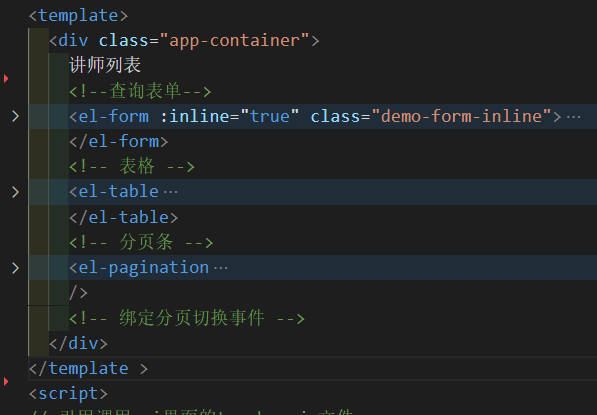 <template>
<div class="app-container">
讲师列表
<!--查询表单-->
<el-form :inline="true" class="demo-form-inline">…
</el-form>
<!-- 表格 -->
<el-table…
</el-table>
<!-- 分页条 -->
<el-pagination…
/>
<!-- 绑定分页切换事件 -->
</div>
</template >
<script>